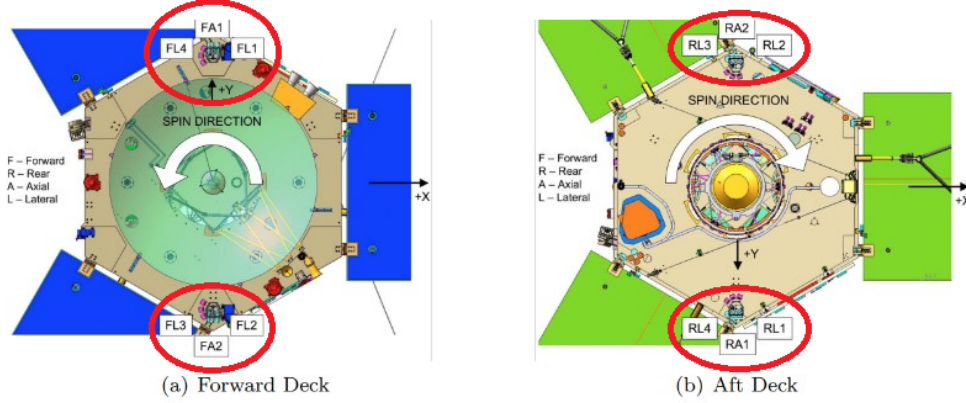 FA1
FL4 FL1
+Y
SPIN DIRECTION
F – Forward
R – Rear
A – Axial
L – Lateral
+X
FL3 FL2
FA2
(a) Forward Deck
RA2
RL3 RL2
SPIN DIRECTION
F – Forward
R – Rear
A – Axial
L – Lateral
+X
+Y
RL4 RL1
RA1
(b) Aft Deck